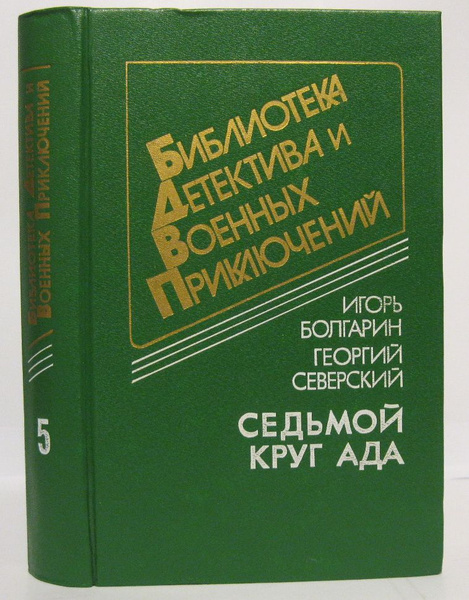 Библиотека
Детектива и
Военных
Приключений
ИГОРЬ
БОЛГАРИН
ГЕОРГИЙ
СЕВЕРСКИЙ
СЕДЬМОЙ
КРУГ АДА
Библиотека Детектива и
Военных Приключений
5